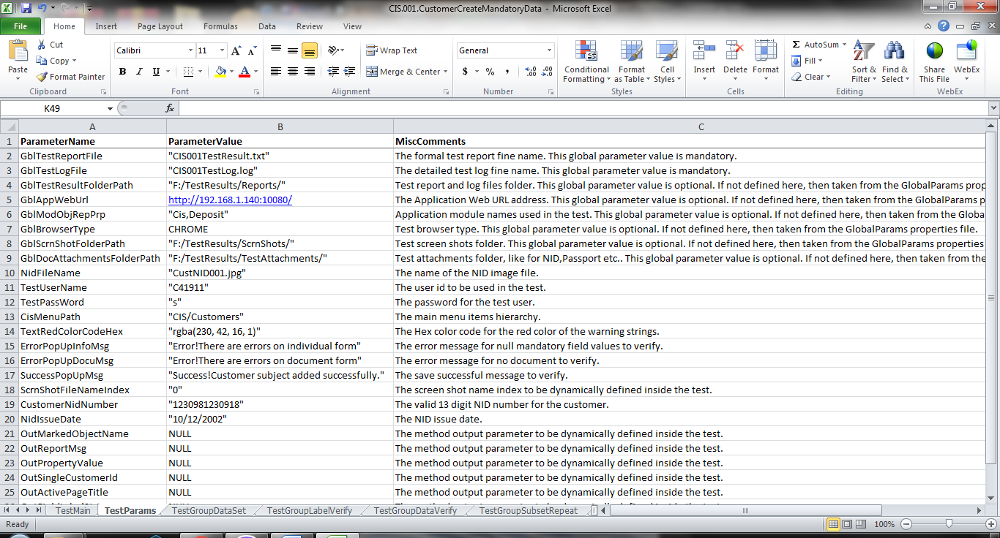 CIS.001.CustomerCreateMandatoryData - Microsoft Excel
File Home Insert Page Layout Formulas Data Review View
Paste Cut Copy Format Painter
Calibri 11
B I U A
Wrap Text
Merge & Center
General
$ % ,
Conditional Formatting Format as Table Cell Styles
Insert Delete Format
Σ AutoSum Fill Clear
Sort & Filter Find & Select
Share This File WebEx
Clipboard Font Alignment Number Styles Cells Editing WebEx
K49 fx
A B C
1 ParameterName ParameterValue MiscComments
2 GblTestReportFile "CIS001TestResult.txt" The formal test report fine name. This global parameter value is mandatory.
3 GblTestLogFile "CIS001TestLog.log" The detailed test log fine name. This global parameter value is mandatory.
4 GblTestResultFolderPath "F:/TestResults/Reports/" Test report and log files folder. This global parameter value is optional. If not defined here, then taken from the GlobalParams prop
5 GblAppWebUrl http://192.168.1.140:10080/ The Application Web URL address. This global parameter value is optional. If not defined here, then taken from the GlobalParams p
6 GblModObjRepPrp "Cis,Deposit" Application module names used in the test. This global parameter value is optional. If not defined here, then taken from the Globa
7 GblBrowserType CHROME Test browser type. This global parameter value is optional. If not defined here, then taken from the GlobalParams properties file.
8 GblScrnShotFolderPath "F:/TestResults/ScrnShots/" Test screen shots folder. This global parameter value is optional. If not defined here, then taken from the GlobalParams properties
9 GblDocAttachmentsFolderPath "F:/TestResults/TestAttachments/" Test attachments folder, like for NID,Passport etc.. This global parameter value is optional. If not defined here, then taken from the
10 NidFileName "CustNID001.jpg" The name of the NID image file.
11 TestUserName "C41911" The user id to be used in the test.
12 TestPassWord "s" The password for the test user.
13 CisMenuPath "CIS/Customers" The main menu items hierarchy.
14 TextRedColorCodeHex "rgba(230, 42, 16, 1)" The Hex color code for the red color of the warning strings.
15 ErrorPopUpInfoMsg "Error!There are errors on individual form" The error message for null mandatory field values to verify.
16 ErrorPopUpDocuMsg "Error!There are errors on document form" The error message for no document to verify.
17 SuccessPopUpMsg "Success!Customer subject added successfully." The save successful message to verify.
18 ScrnShotFileNameIndex "0" The screen shot name index to be dynamically defined inside the test.
19 CustomerNidNumber "1230981230918" The valid 13 digit NID number for the customer.
20 NidIssueDate "10/12/2002" The NID issue date.
21 OutMarkedObjectName NULL The method output parameter to be dynamically defined inside the test.
22 OutReportMsg NULL The method output parameter to be dynamically defined inside the test.
23 OutPropertyValue NULL The method output parameter to be dynamically defined inside the test.
24 OutSingleCustomerId NULL The method output parameter to be dynamically defined inside the test.
25 OutActivePageTitle NULL The method output parameter to be dynamically defined inside the test.
TestMain TestParams TestGroupDataSet TestGroupLabelVerify TestGroupDataVerify TestGroupSubsetRepeat
Ready 100%